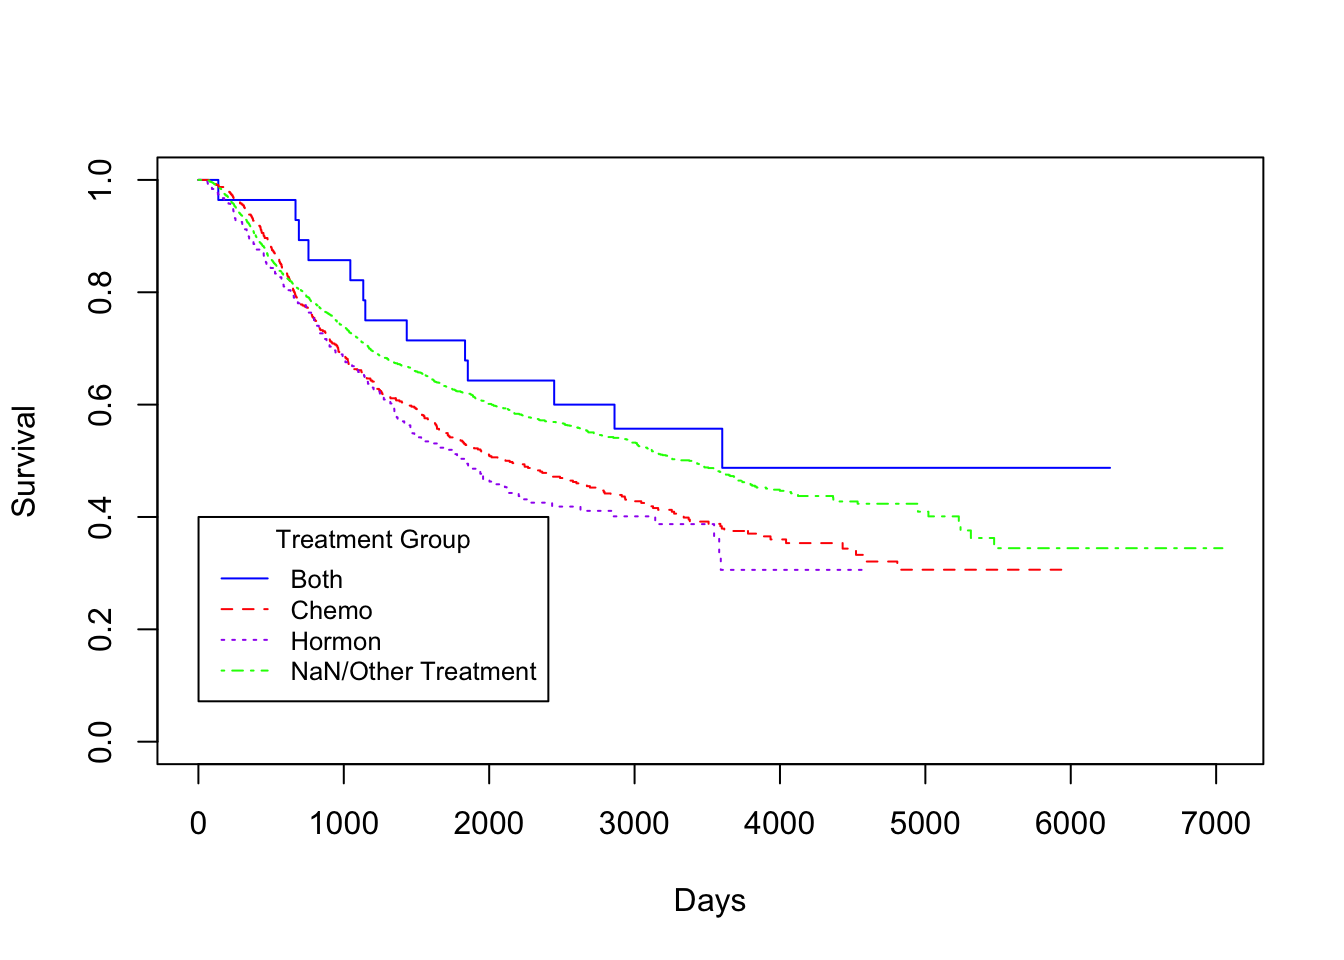 1.0
0.8
0.6
0.4
0.2
0.0
Survival
Treatment Group
Both
Chemo
Hormon
NaN/Other Treatment
0 1000 2000 3000 4000 5000 6000 7000
Days